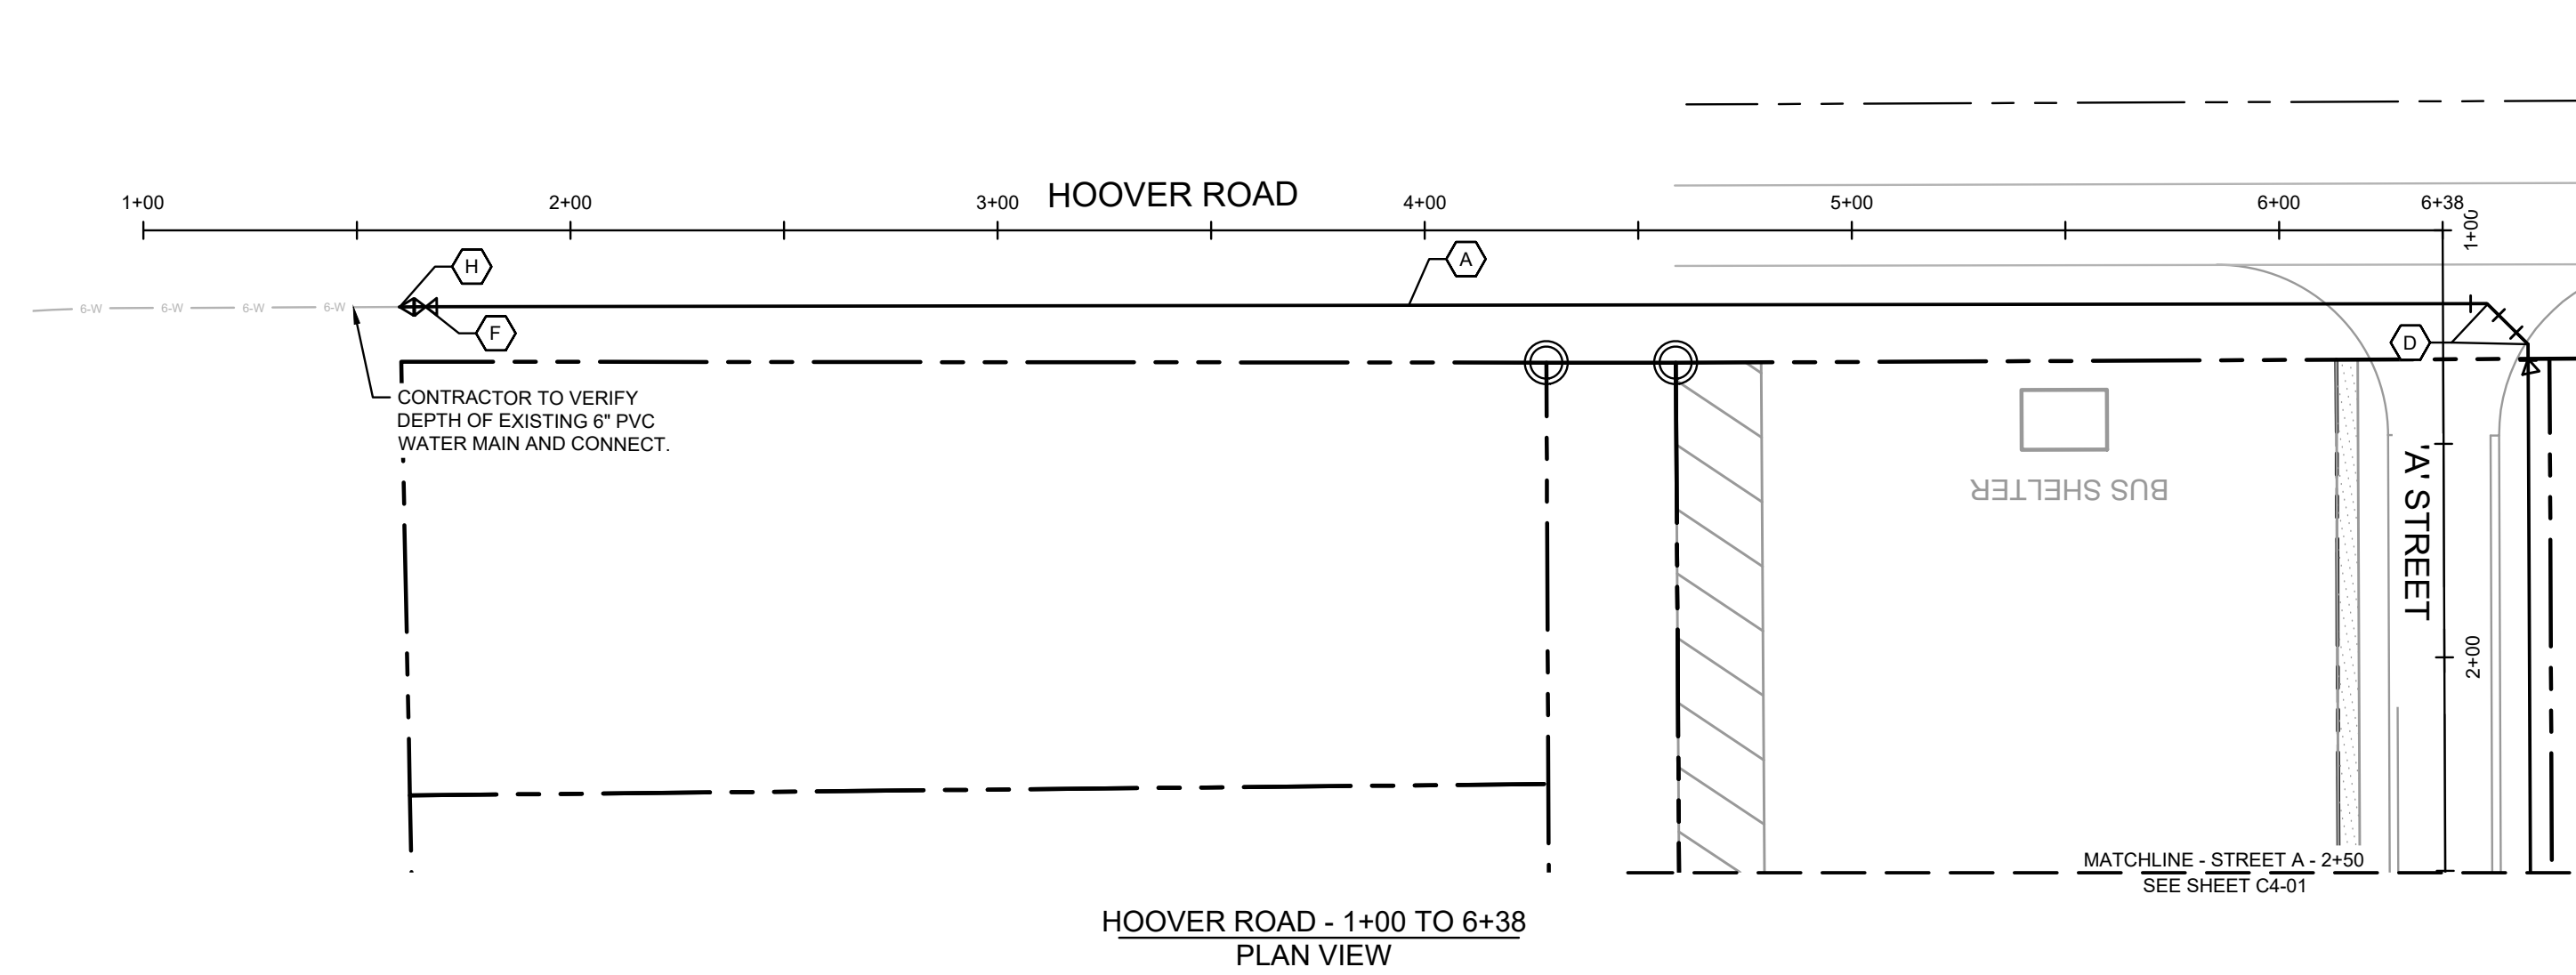 HOOVER ROAD
1+00
2+00
3+00
4+00
5+00
6+00
6+38
1+00
H
A
6-W
6-W
6-W
6-W
F
D
CONTRACTOR TO VERIFY
DEPTH OF EXISTING 6" PVC
WATER MAIN AND CONNECT.
BUS SHELTER
'A' STREET
2+00
MATCHLINE - STREET A - 2+50
SEE SHEET C4-01
HOOVER ROAD - 1+00 TO 6+38
PLAN VIEW